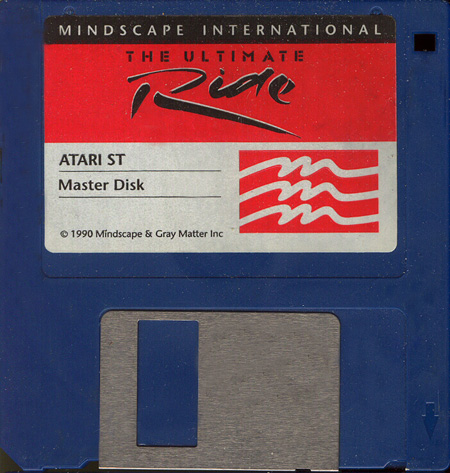 MINDSCAPE INTERNATIONAL
THE ULTIMATE
Ride
ATARI ST
Master Disk
© 1990 Mindscape & Gray Matter Inc